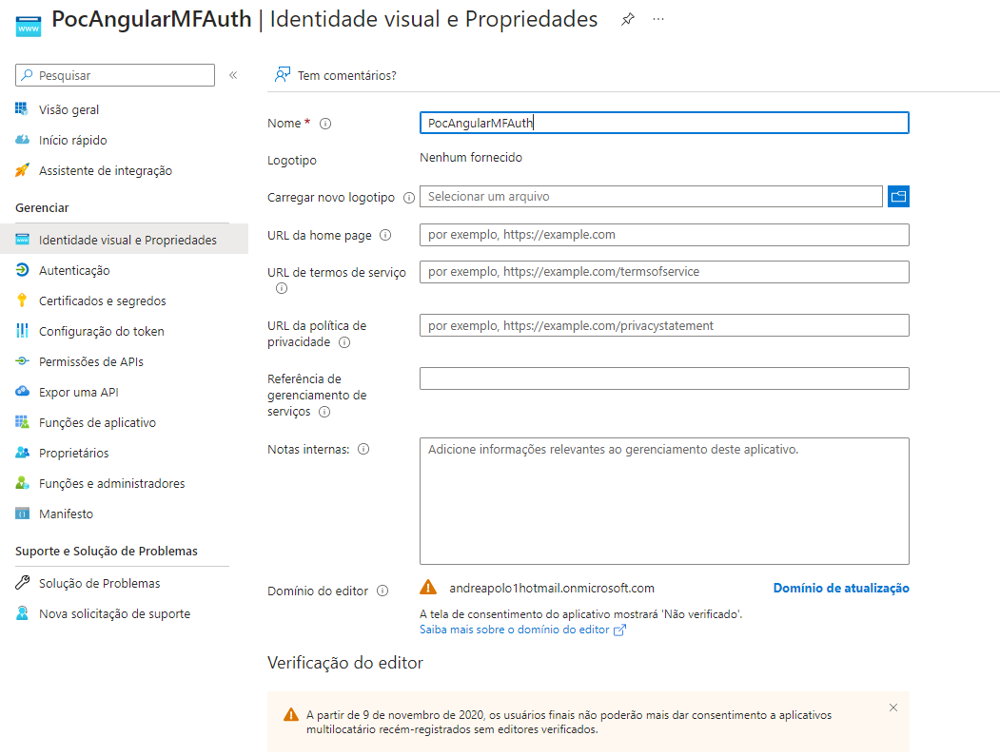 PocAngularMFAuth | Identidade visual e Propriedades
www
Pesquisar
Visão geral
Início rápido
Assistente de integração
Gerenciar
Identidade visual e Propriedades
Autenticação
Certificados e segredos
Configuração do token
Permissões de APIs
Expor uma API
Funções de aplicativo
Proprietários
Funções e administradores
Manifesto
Suporte e Solução de Problemas
Solução de Problemas
Nova solicitação de suporte
Tem comentários?
Nome *
PocAngularMFAuth
Logotipo
Nenhum fornecido
Carregar novo logotipo
Selecionar um arquivo
URL da home page
por exemplo, https://example.com
URL de termos de serviço
por exemplo, https://example.com/termsofservice
URL da política de
privacidade
por exemplo, https://example.com/privacystatement
Referência de
gerenciamento de
serviços
Notas internas:
Adicione informações relevantes ao gerenciamento deste aplicativo.
Domínio do editor
andreapolo1hotmail.onmicrosoft.com
Domínio de atualização
A tela de consentimento do aplicativo mostrará 'Não verificado'.
Saiba mais sobre o domínio do editor
Verificação do editor
A partir de 9 de novembro de 2020, os usuários finais não poderão mais dar consentimento a aplicativos
multilocatário recém-registrados sem editores verificados.